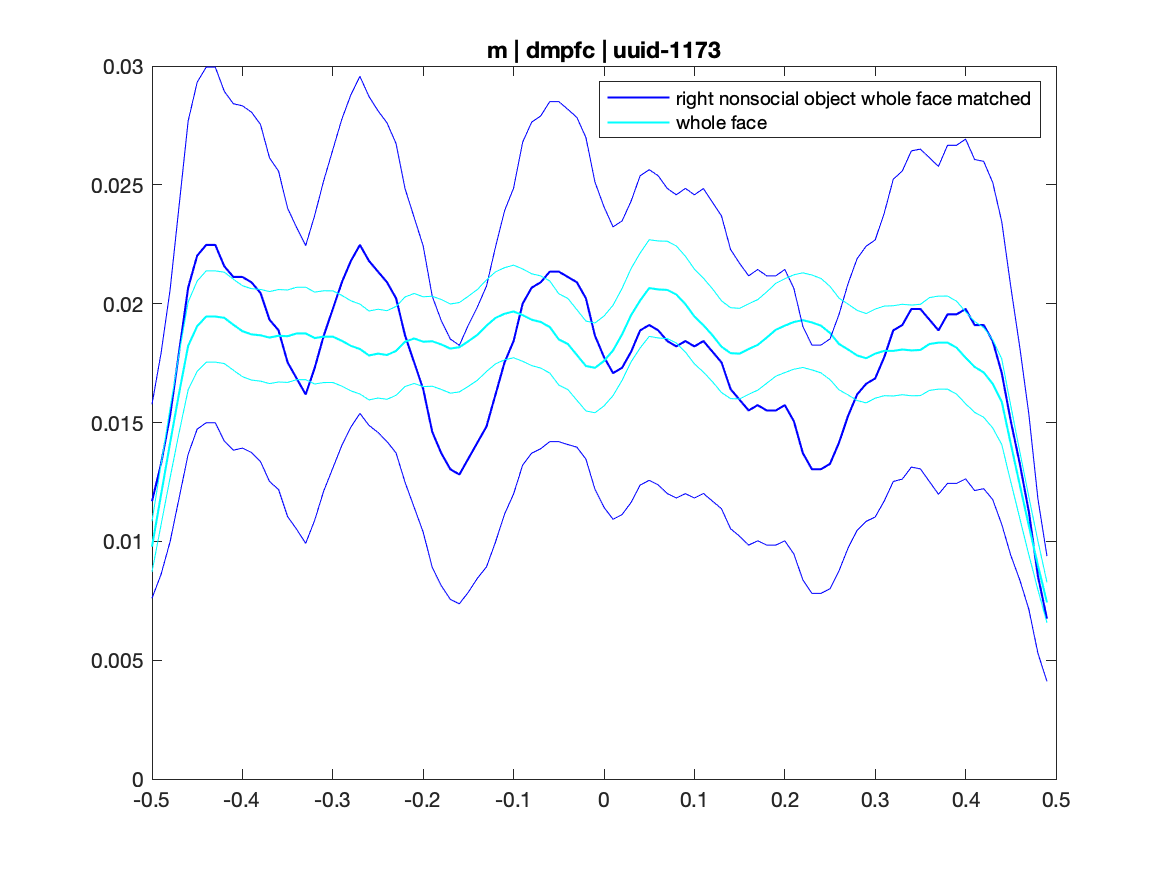 m | dmpfc | uuid-1173
right nonsocial object whole face matched
whole face
0.03
0.025
0.02
0.015
0.01
0.005
0
-0.5 -0.4 -0.3 -0.2 -0.1 0 0.1 0.2 0.3 0.4 0.5